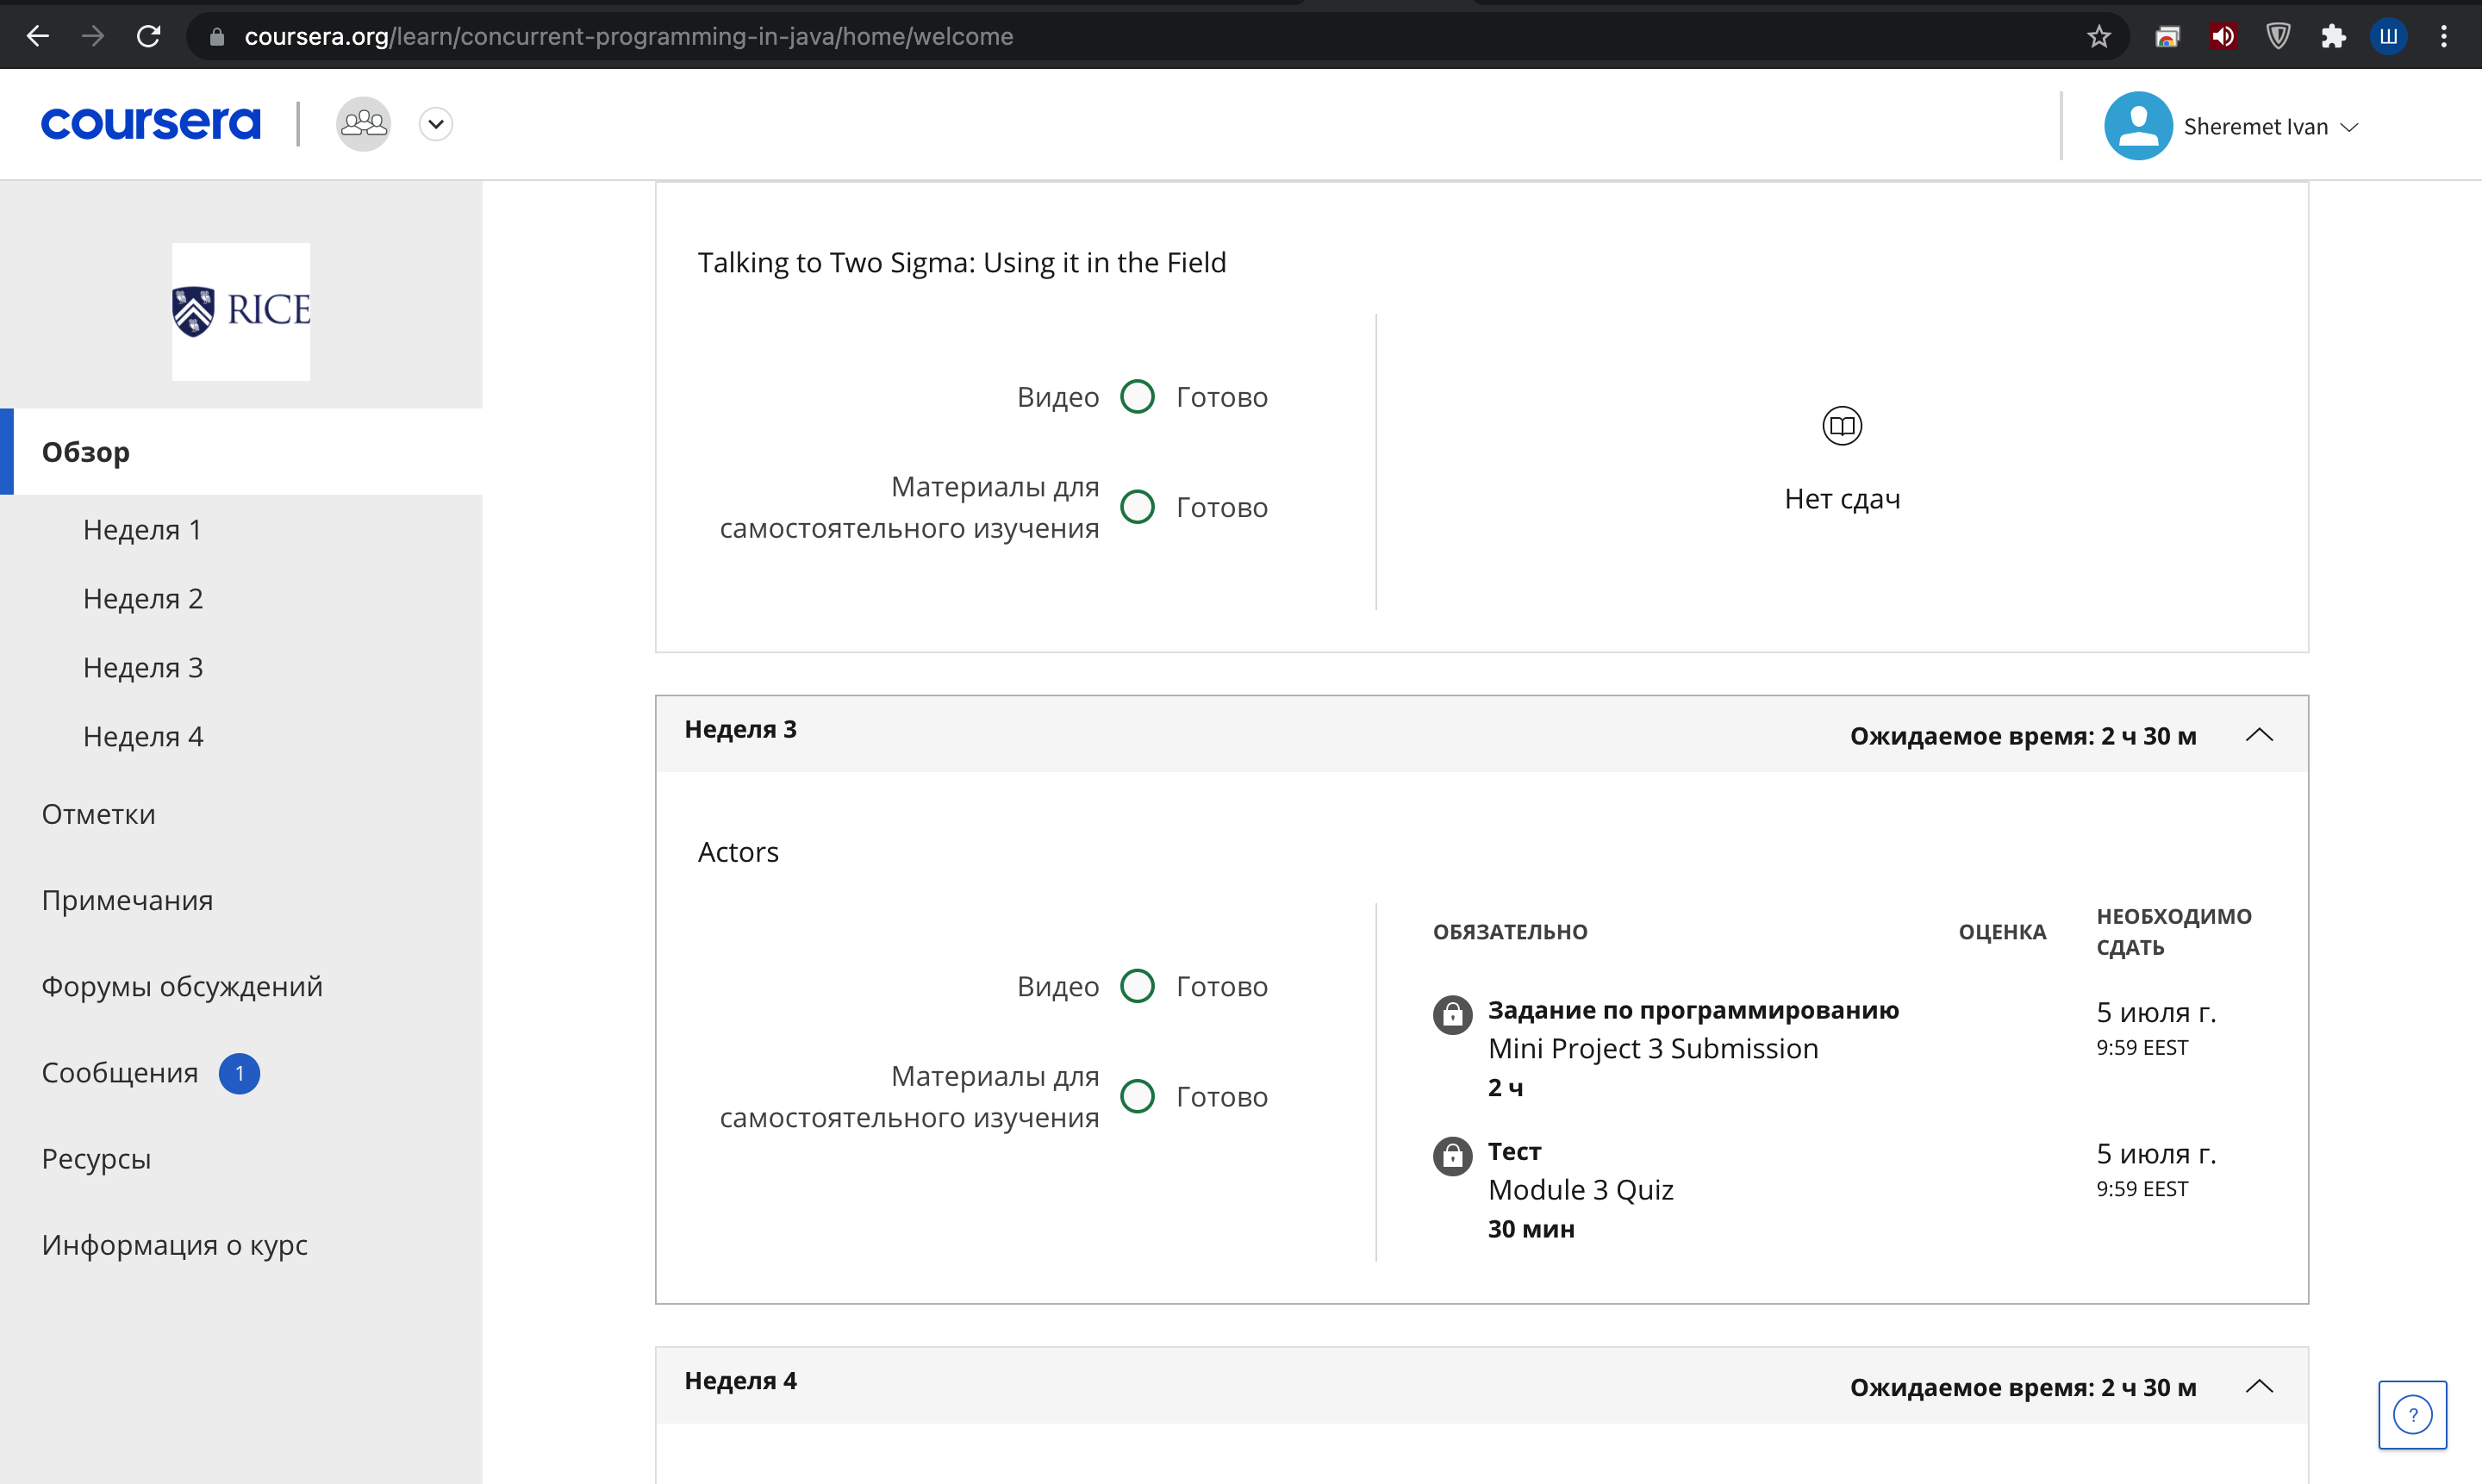 coursera.org/learn/concurrent-programming-in-java/home/welcome
Ш
coursera
Sheremet Ivan
RICE
Обзор
Неделя 1
Неделя 2
Неделя 3
Неделя 4
Отметки
Примечания
Форумы обсуждений
Сообщения 1
Ресурсы
Информация о курс
Talking to Two Sigma: Using it in the Field
Видео Готово
Материалы для
самостоятельного изучения Готово
Нет сдач
Неделя 3
Ожидаемое время: 2 ч 30 м
Actors
Видео Готово
Материалы для
самостоятельного изучения Готово
ОБЯЗАТЕЛЬНО
ОЦЕНКА
НЕОБХОДИМО
СДАТЬ
Задание по программированию
Mini Project 3 Submission
2 ч
5 июля г.
9:59 EEST
Тест
Module 3 Quiz
30 мин
5 июля г.
9:59 EEST
Неделя 4
Ожидаемое время: 2 ч 30 м
?